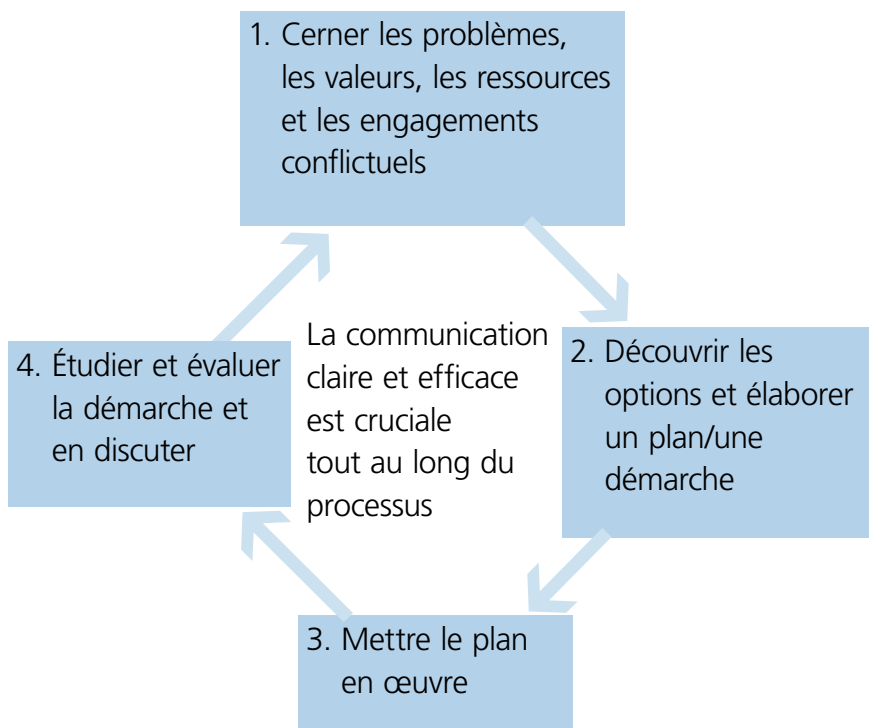 1. Cerner les problèmes,
les valeurs, les ressources
et les engagements
conflictuels
2. Découvrir les
options et élaborer
un plan/une
démarche
3. Mettre le plan
en œuvre
4. Étudier et évaluer
la démarche et
en discuter
La communication
claire et efficace
est cruciale
tout au long du
processus